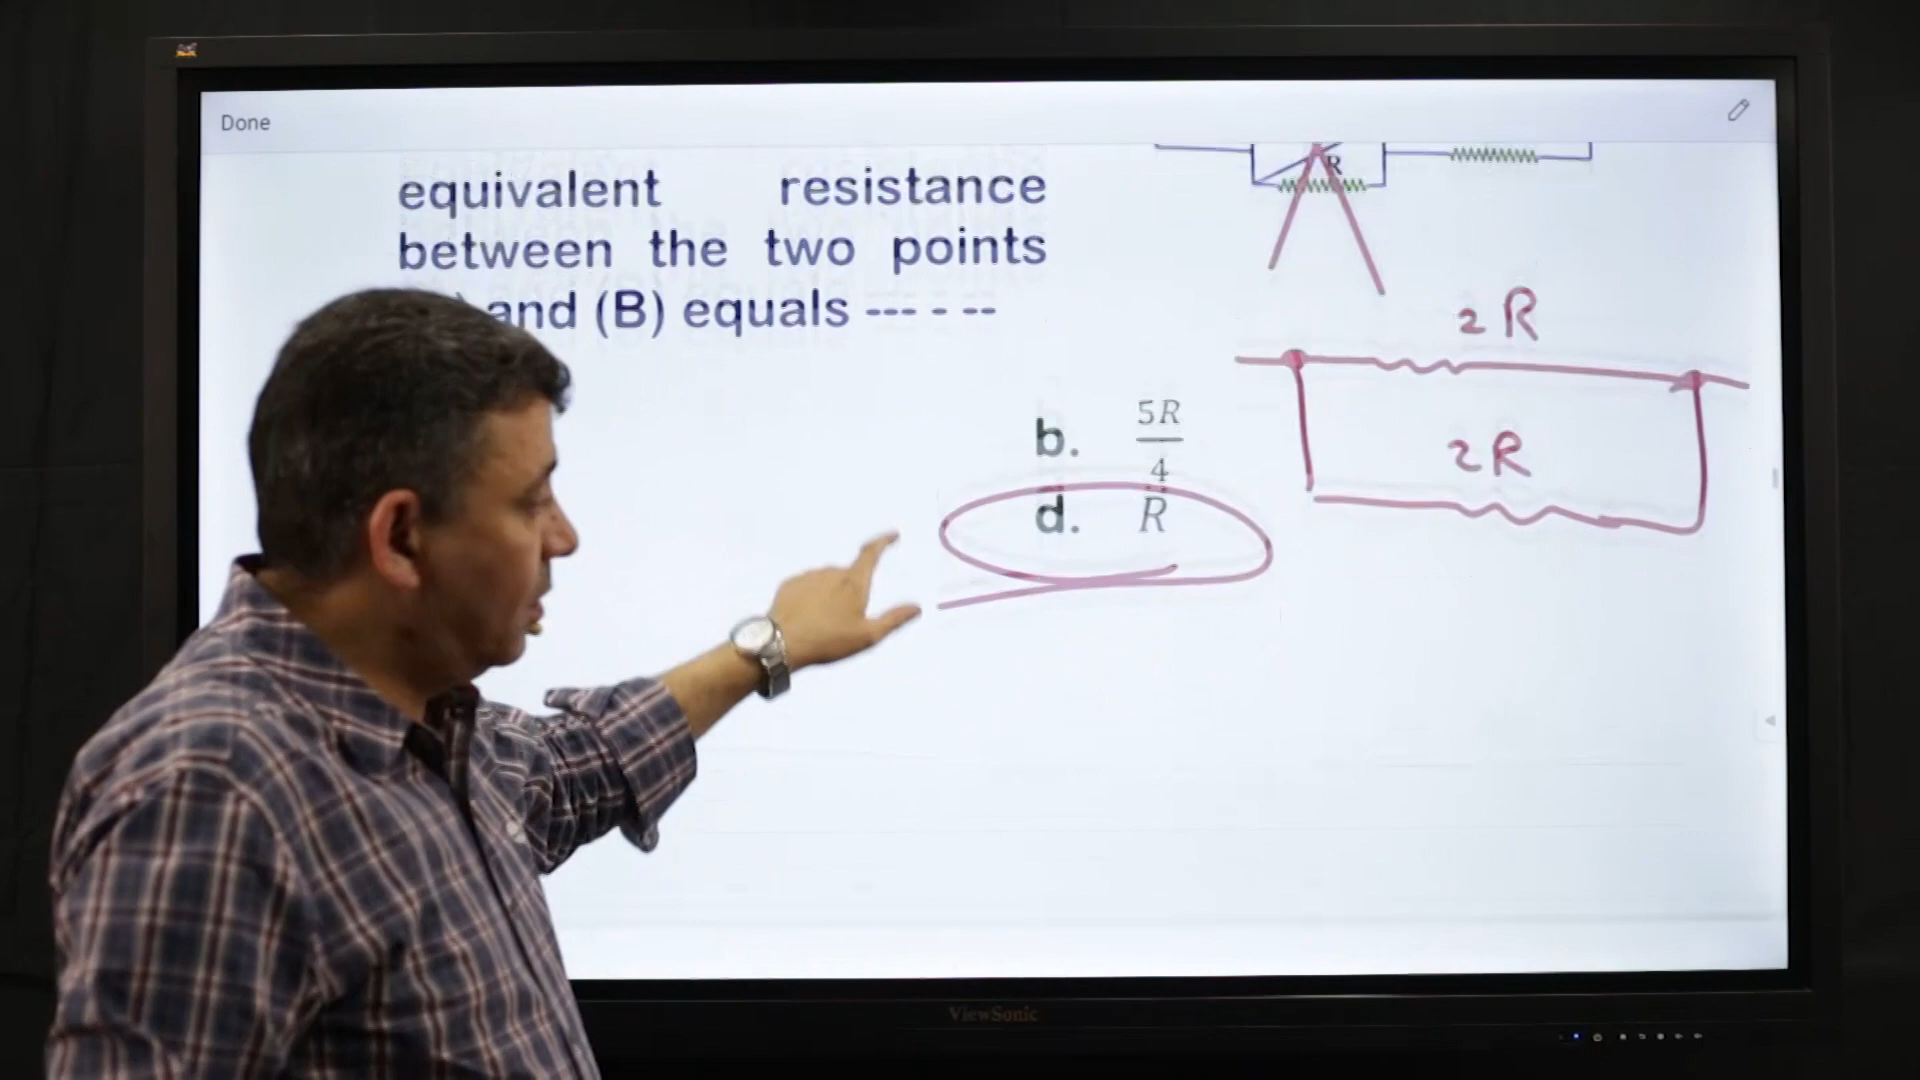 Done
equivalent resistance
between the two points
and (B) equals --- - --
R
2R
b. 5R
4
2R
d. R
ViewSonic